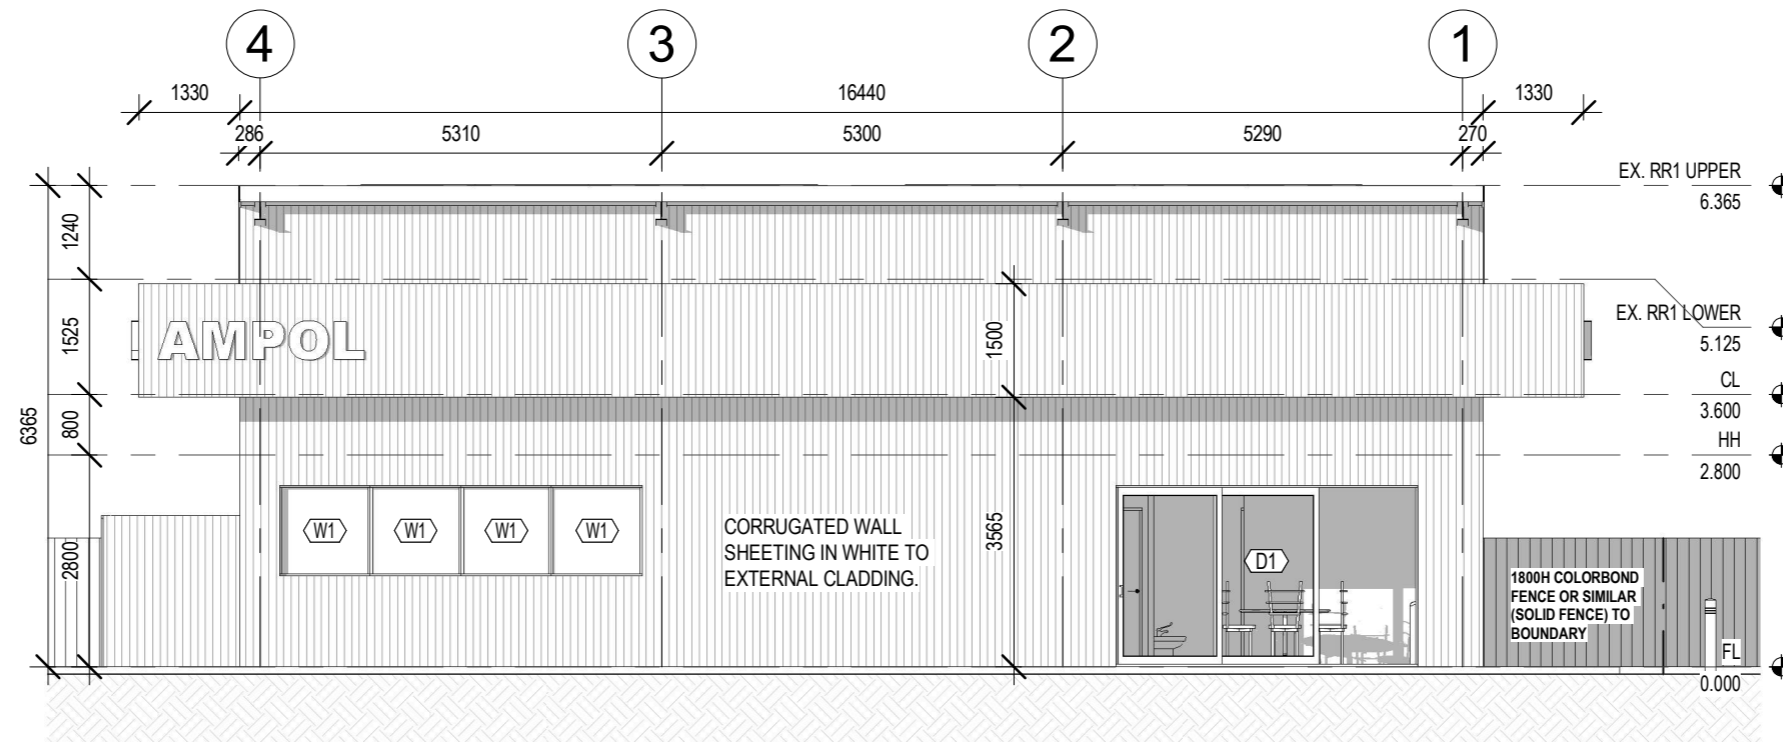 4
3
2
1
1330
16440
1330
286
5310
5300
5290
270
EX. RR1 UPPER
6.365
1240
1525
AMPOL
1500
EX. RR1 LOWER
5.125
CL
3.600
6365
800
HH
2.800
W1
W1
W1
W1
CORRUGATED WALL
SHEETING IN WHITE TO
EXTERNAL CLADDING.
3565
D1
2800
1800H COLORBOND
FENCE OR SIMILAR
(SOLID FENCE) TO
BOUNDARY
FL
0.000